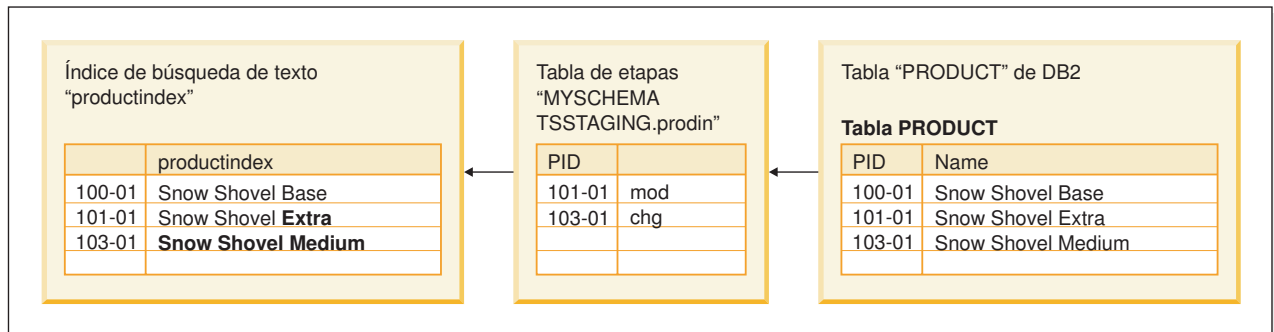 Índice de búsqueda de texto
“productindex”
productindex
100-01 Snow Shovel Base
101-01 Snow Shovel Extra
103-01 Snow Shovel Medium
Tabla de etapas
“MYSCHEMA
TSSTAGING.prodin”
PID
101-01 mod
103-01 chg
Tabla “PRODUCT” de DB2
Tabla PRODUCT
PID Name
100-01 Snow Shovel Base
101-01 Snow Shovel Extra
103-01 Snow Shovel Medium